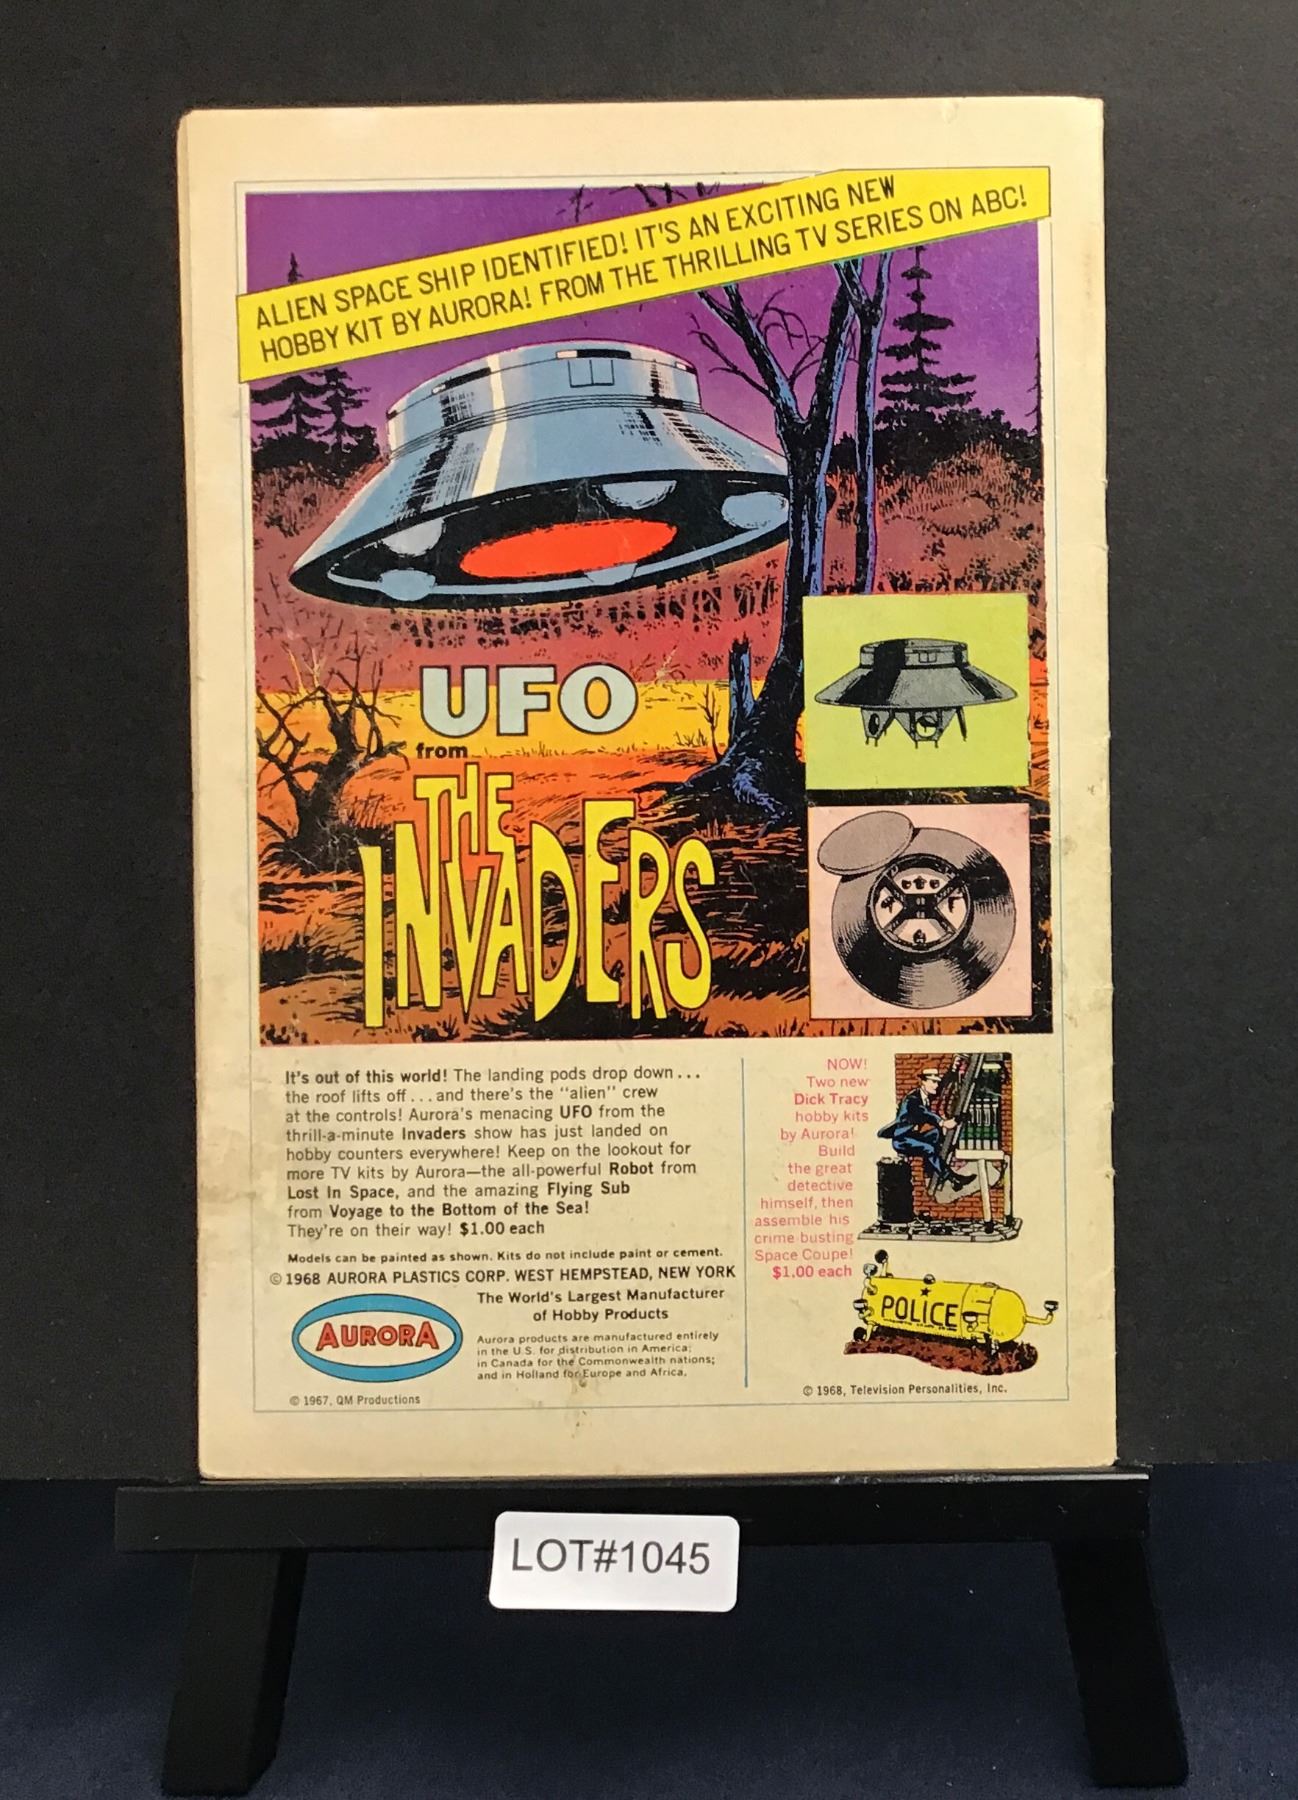 ALIEN SPACE SHIP IDENTIFIED! IT'S AN EXCITING NEW
HOBBY KIT BY AURORA! FROM THE THRILLING TV SERIES ON ABC!
UFO
from
THE
INVADERS
It's out of this world! The landing pods drop down...
the roof lifts off...and there's the "alien" crew
at the controls! Aurora's menacing UFO from the
thrill-a-minute Invaders show has just landed on
hobby counters everywhere! Keep on the lookout for
more TV kits by Aurora—the all-powerful Robot from
Lost In Space, and the amazing Flying Sub
from Voyage to the Bottom of the Sea!
They're on their way! $1.00 each
Models can be painted as shown. Kits do not include paint or cement.
© 1968 AURORA PLASTICS CORP. WEST HEMPSTEAD, NEW YORK
AURORA
The World's Largest Manufacturer
of Hobby Products
Aurora products are manufactured entirely
in the U.S. for distribution in America;
in Canada for the Commonwealth nations;
and in Holland for Europe and Africa.
© 1967, QM Productions
NOW!
Two new
Dick Tracy
hobby kits
by Aurora!
Build
the great
detective
himself, then
assemble his
crime busting
Space Coupe!
$1.00 each
POLICE
© 1968, Television Personalities, Inc.
LOT#1045